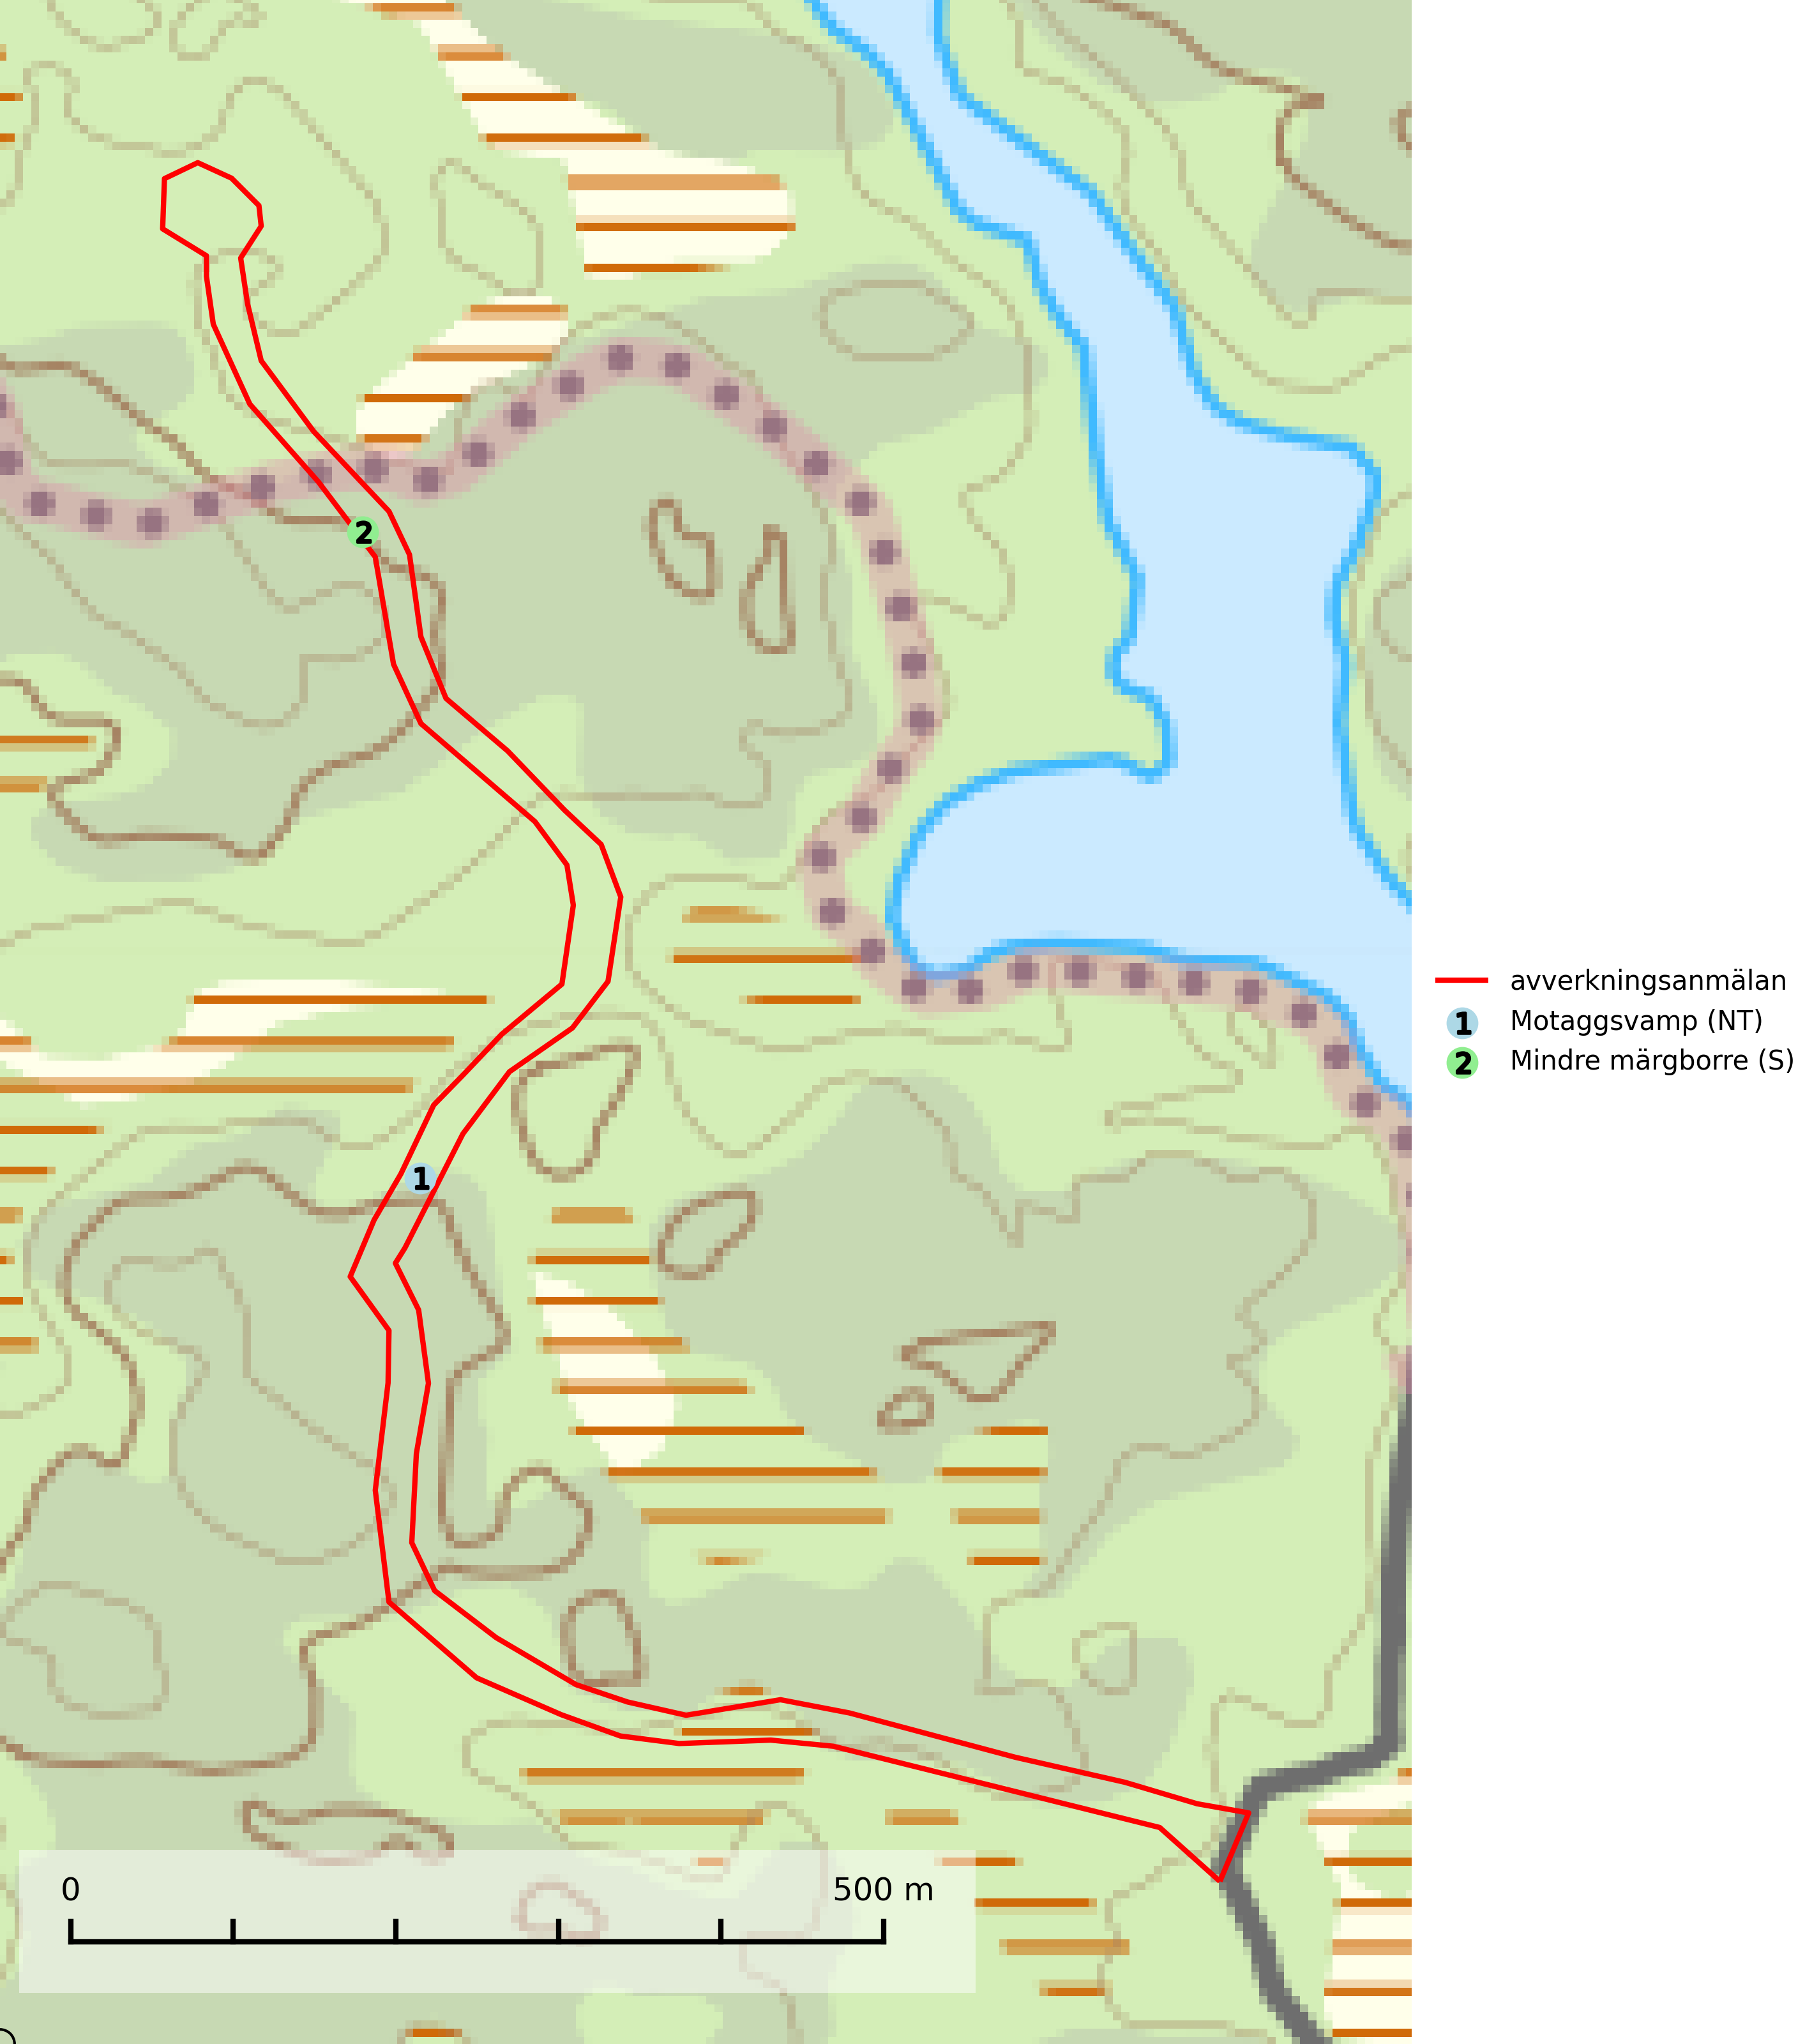 2
1
avverkningsanmälan
1 Motaggsvamp (NT)
2 Mindre märgborre (S)
0 500 m